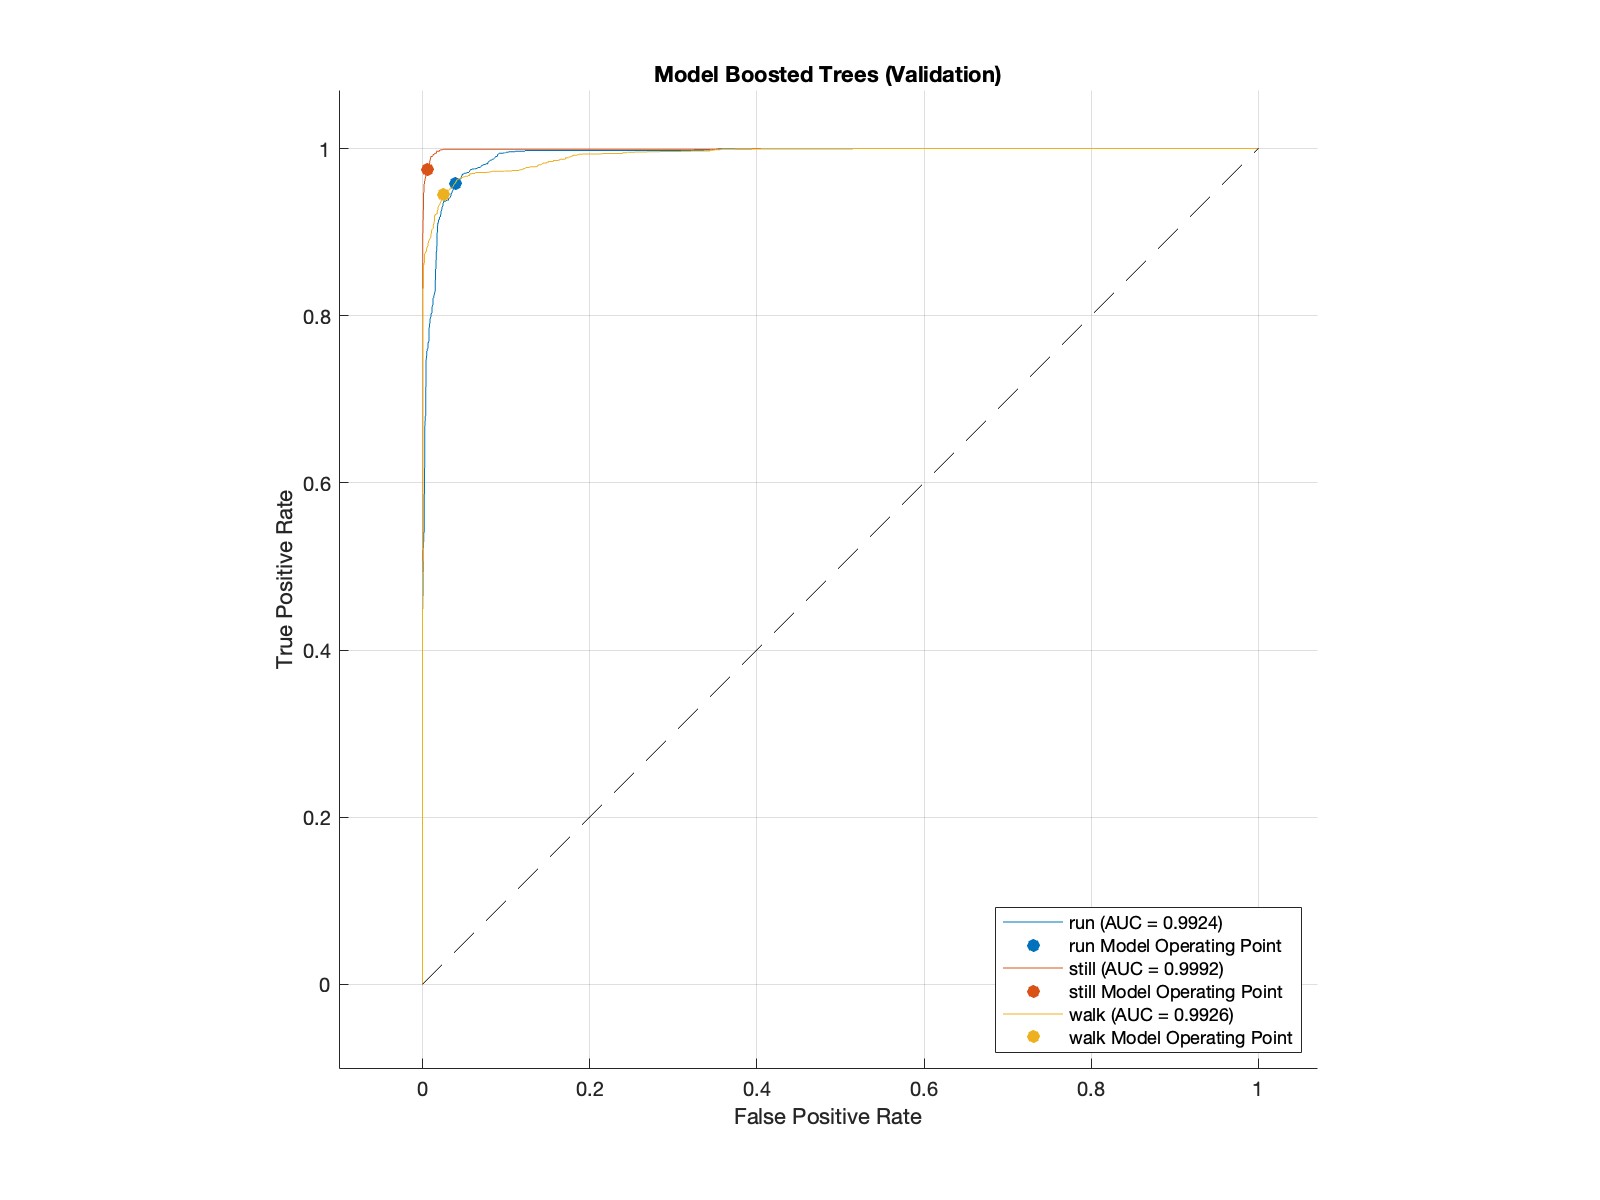 Model Boosted Trees (Validation)
1
0.8
0.6
0.4
0.2
0
True Positive Rate
0 0.2 0.4 0.6 0.8 1
False Positive Rate
run (AUC = 0.9924)
run Model Operating Point
still (AUC = 0.9992)
still Model Operating Point
walk (AUC = 0.9926)
walk Model Operating Point